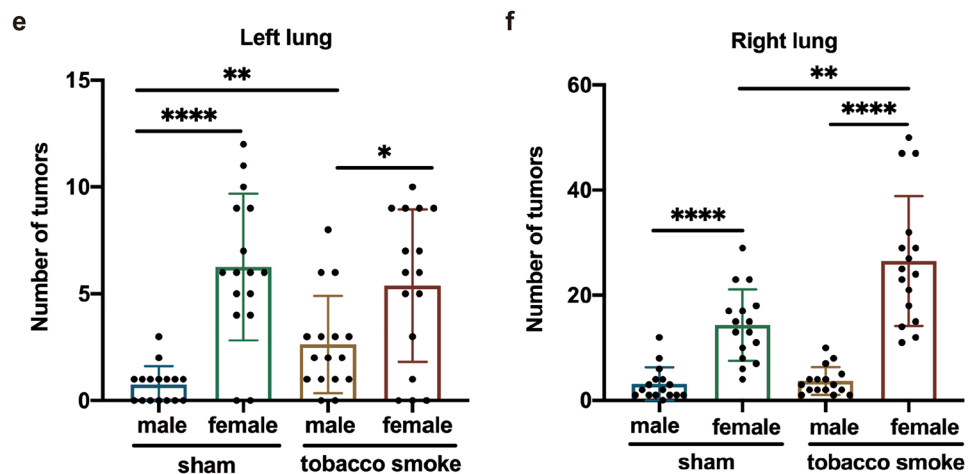 e
Left lung
Number of tumors
15
10
5
0
**
****
*
male female male female
sham tobacco smoke
f
Right lung
Number of tumors
60
40
20
0
**
****
****
male female male female
sham tobacco smoke